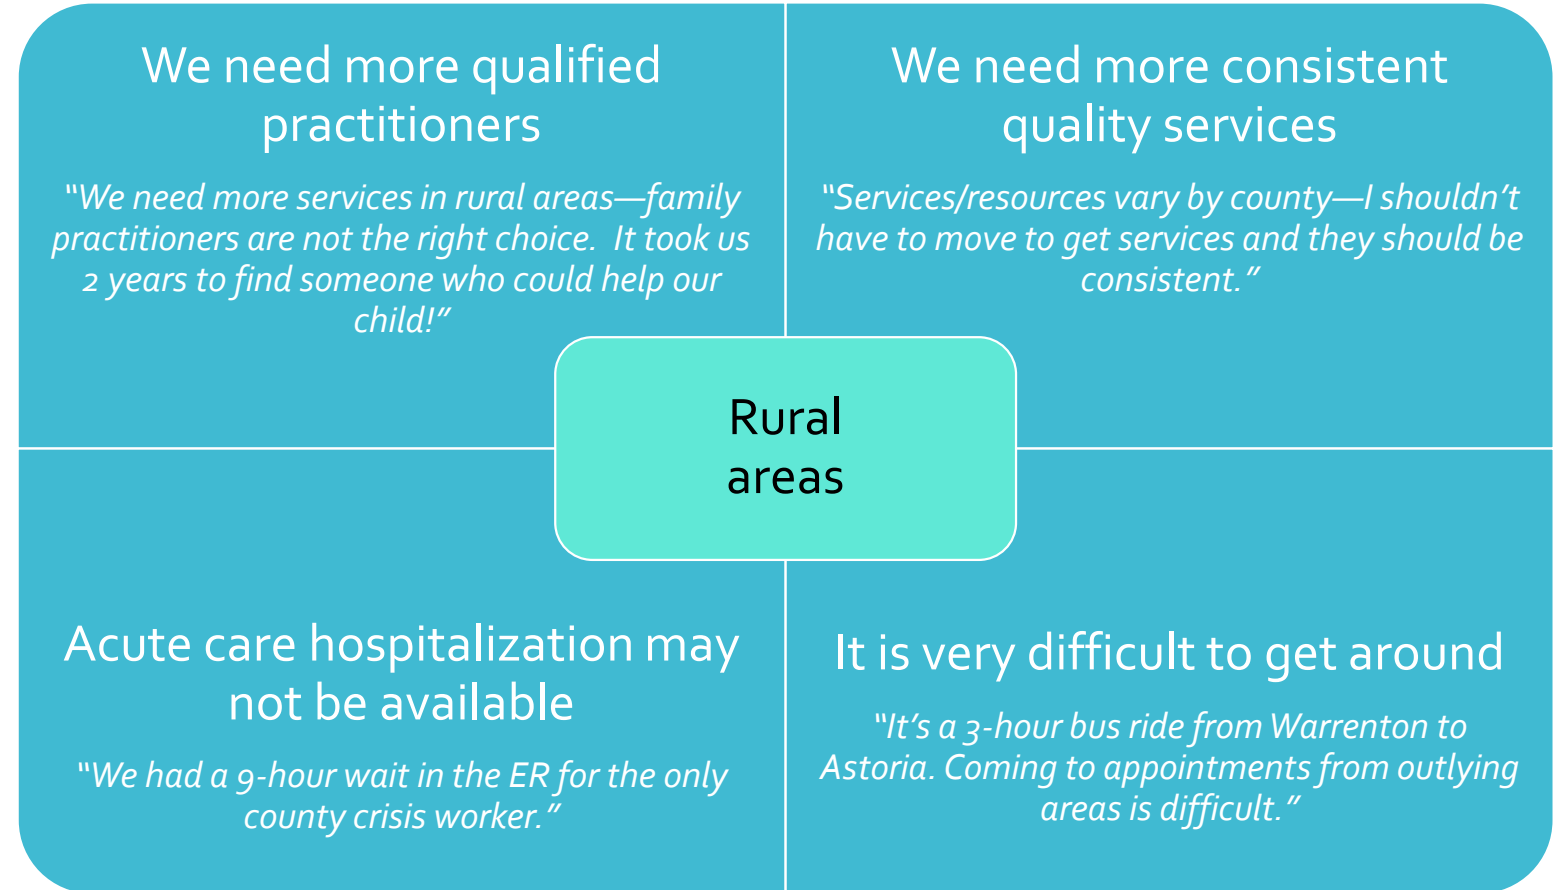 We need more qualified
practitioners
“We need more services in rural areas—family
practitioners are not the right choice.  It took us
2 years to find someone who could help our
child!”
We need more consistent
quality services
“Services/resources vary by county—I shouldn’t
have to move to get services and they should be
consistent.”
Rural
areas
Acute care hospitalization may
not be available
“We had a 9-hour wait in the ER for the only
county crisis worker.”
It is very difficult to get around
“It’s a 3-hour bus ride from Warrenton to
Astoria. Coming to appointments from outlying
areas is difficult.”